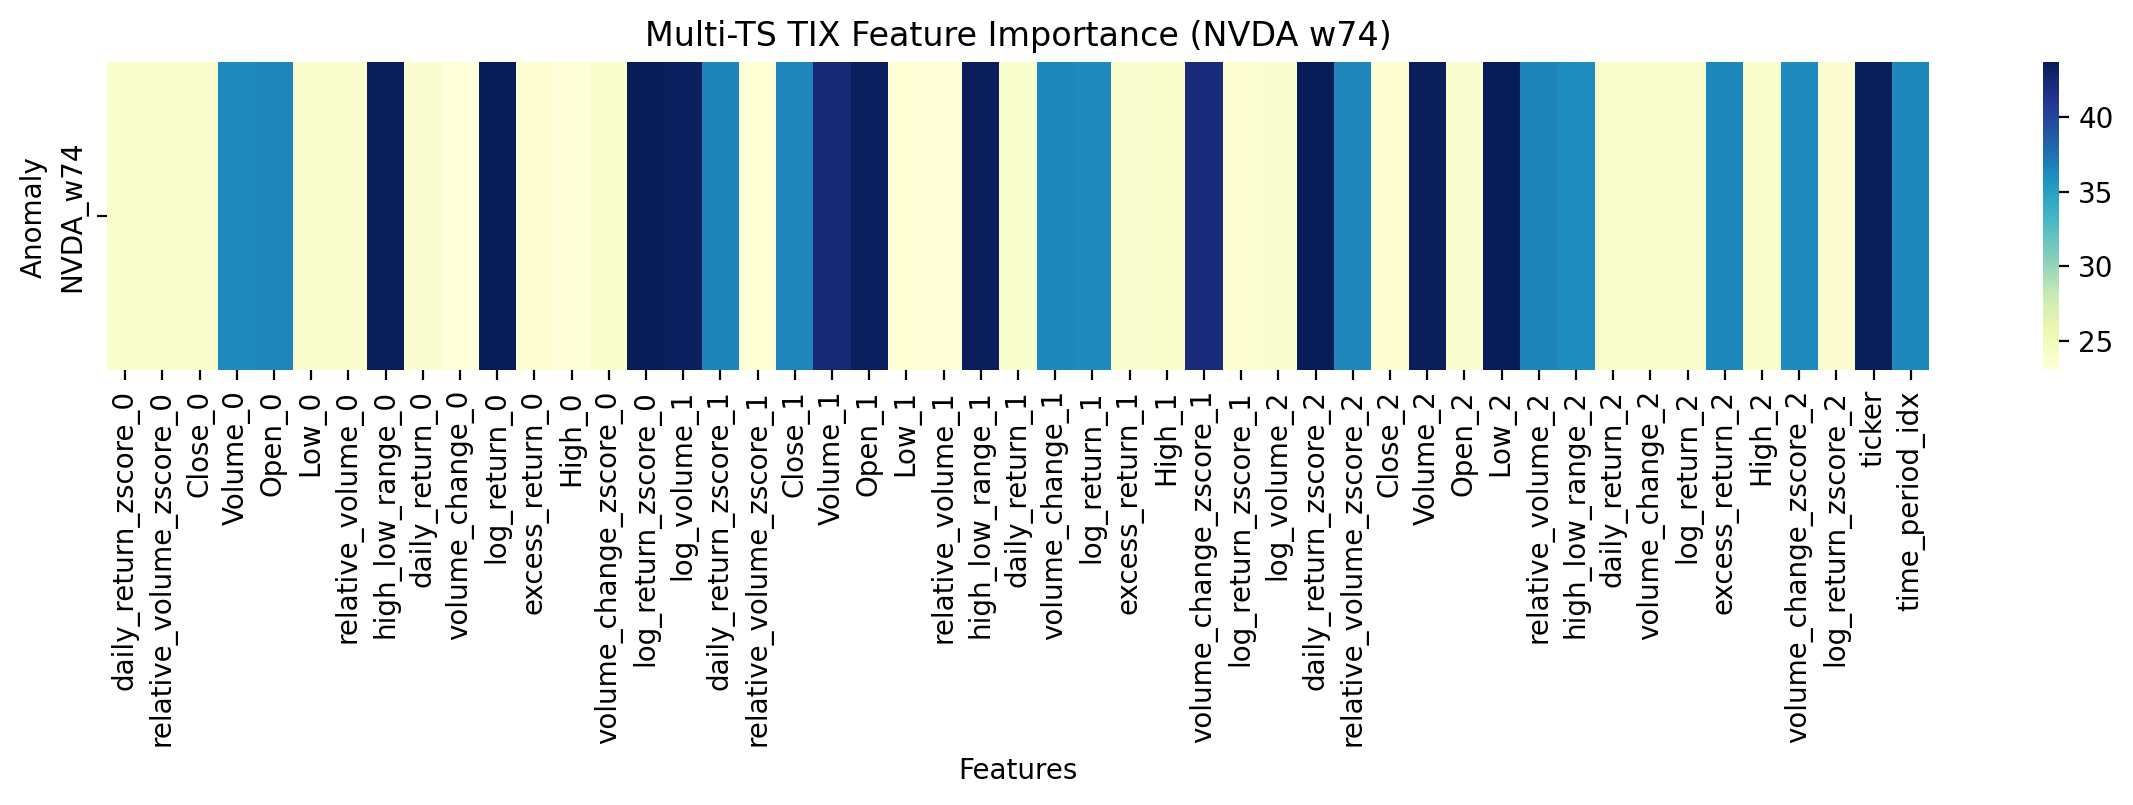 Multi-TS TIX Feature Importance (NVDA w74)
Anomaly
NVDA_w74
40
35
30
25
daily_return_zscore_0
relative_volume_zscore_0
Close_0
Volume_0
Open_0
Low_0
relative_volume_0
high_low_range_0
daily_return_0
volume_change_0
log_return_0
excess_return_0
High_0
volume_change_zscore_0
log_return_zscore_0
log_volume_1
daily_return_zscore_1
relative_volume_zscore_1
Close_1
Volume_1
Open_1
Low_1
relative_volume_1
high_low_range_1
daily_return_1
volume_change_1
log_return_1
excess_return_1
High_1
volume_change_zscore_1
log_return_zscore_1
log_volume_2
daily_return_zscore_2
relative_volume_zscore_2
Close_2
Volume_2
Open_2
Low_2
relative_volume_2
high_low_range_2
daily_return_2
volume_change_2
log_return_2
excess_return_2
High_2
volume_change_zscore_2
log_return_zscore_2
ticker
time_period_idx
Features